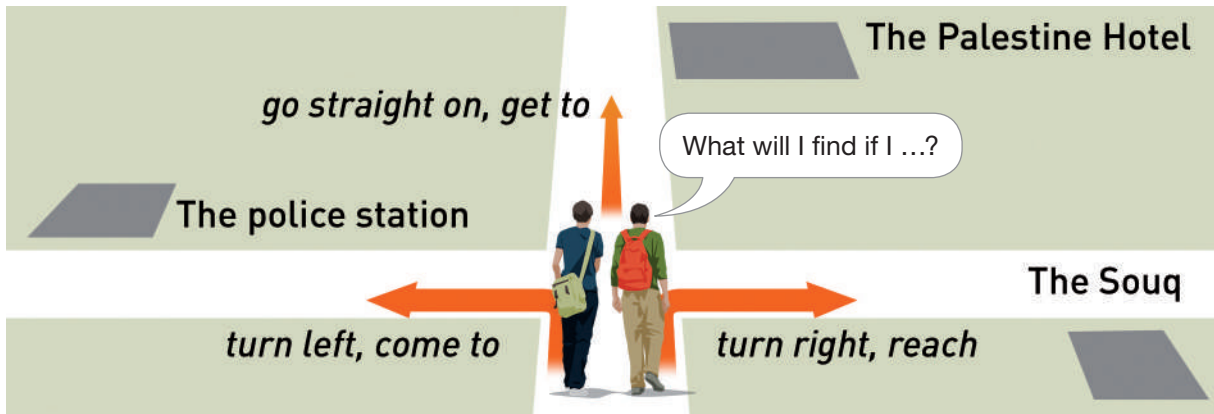 The Palestine Hotel
go straight on, get to
What will I find if I ...?
The police station
The Souq
turn left, come to
turn right, reach